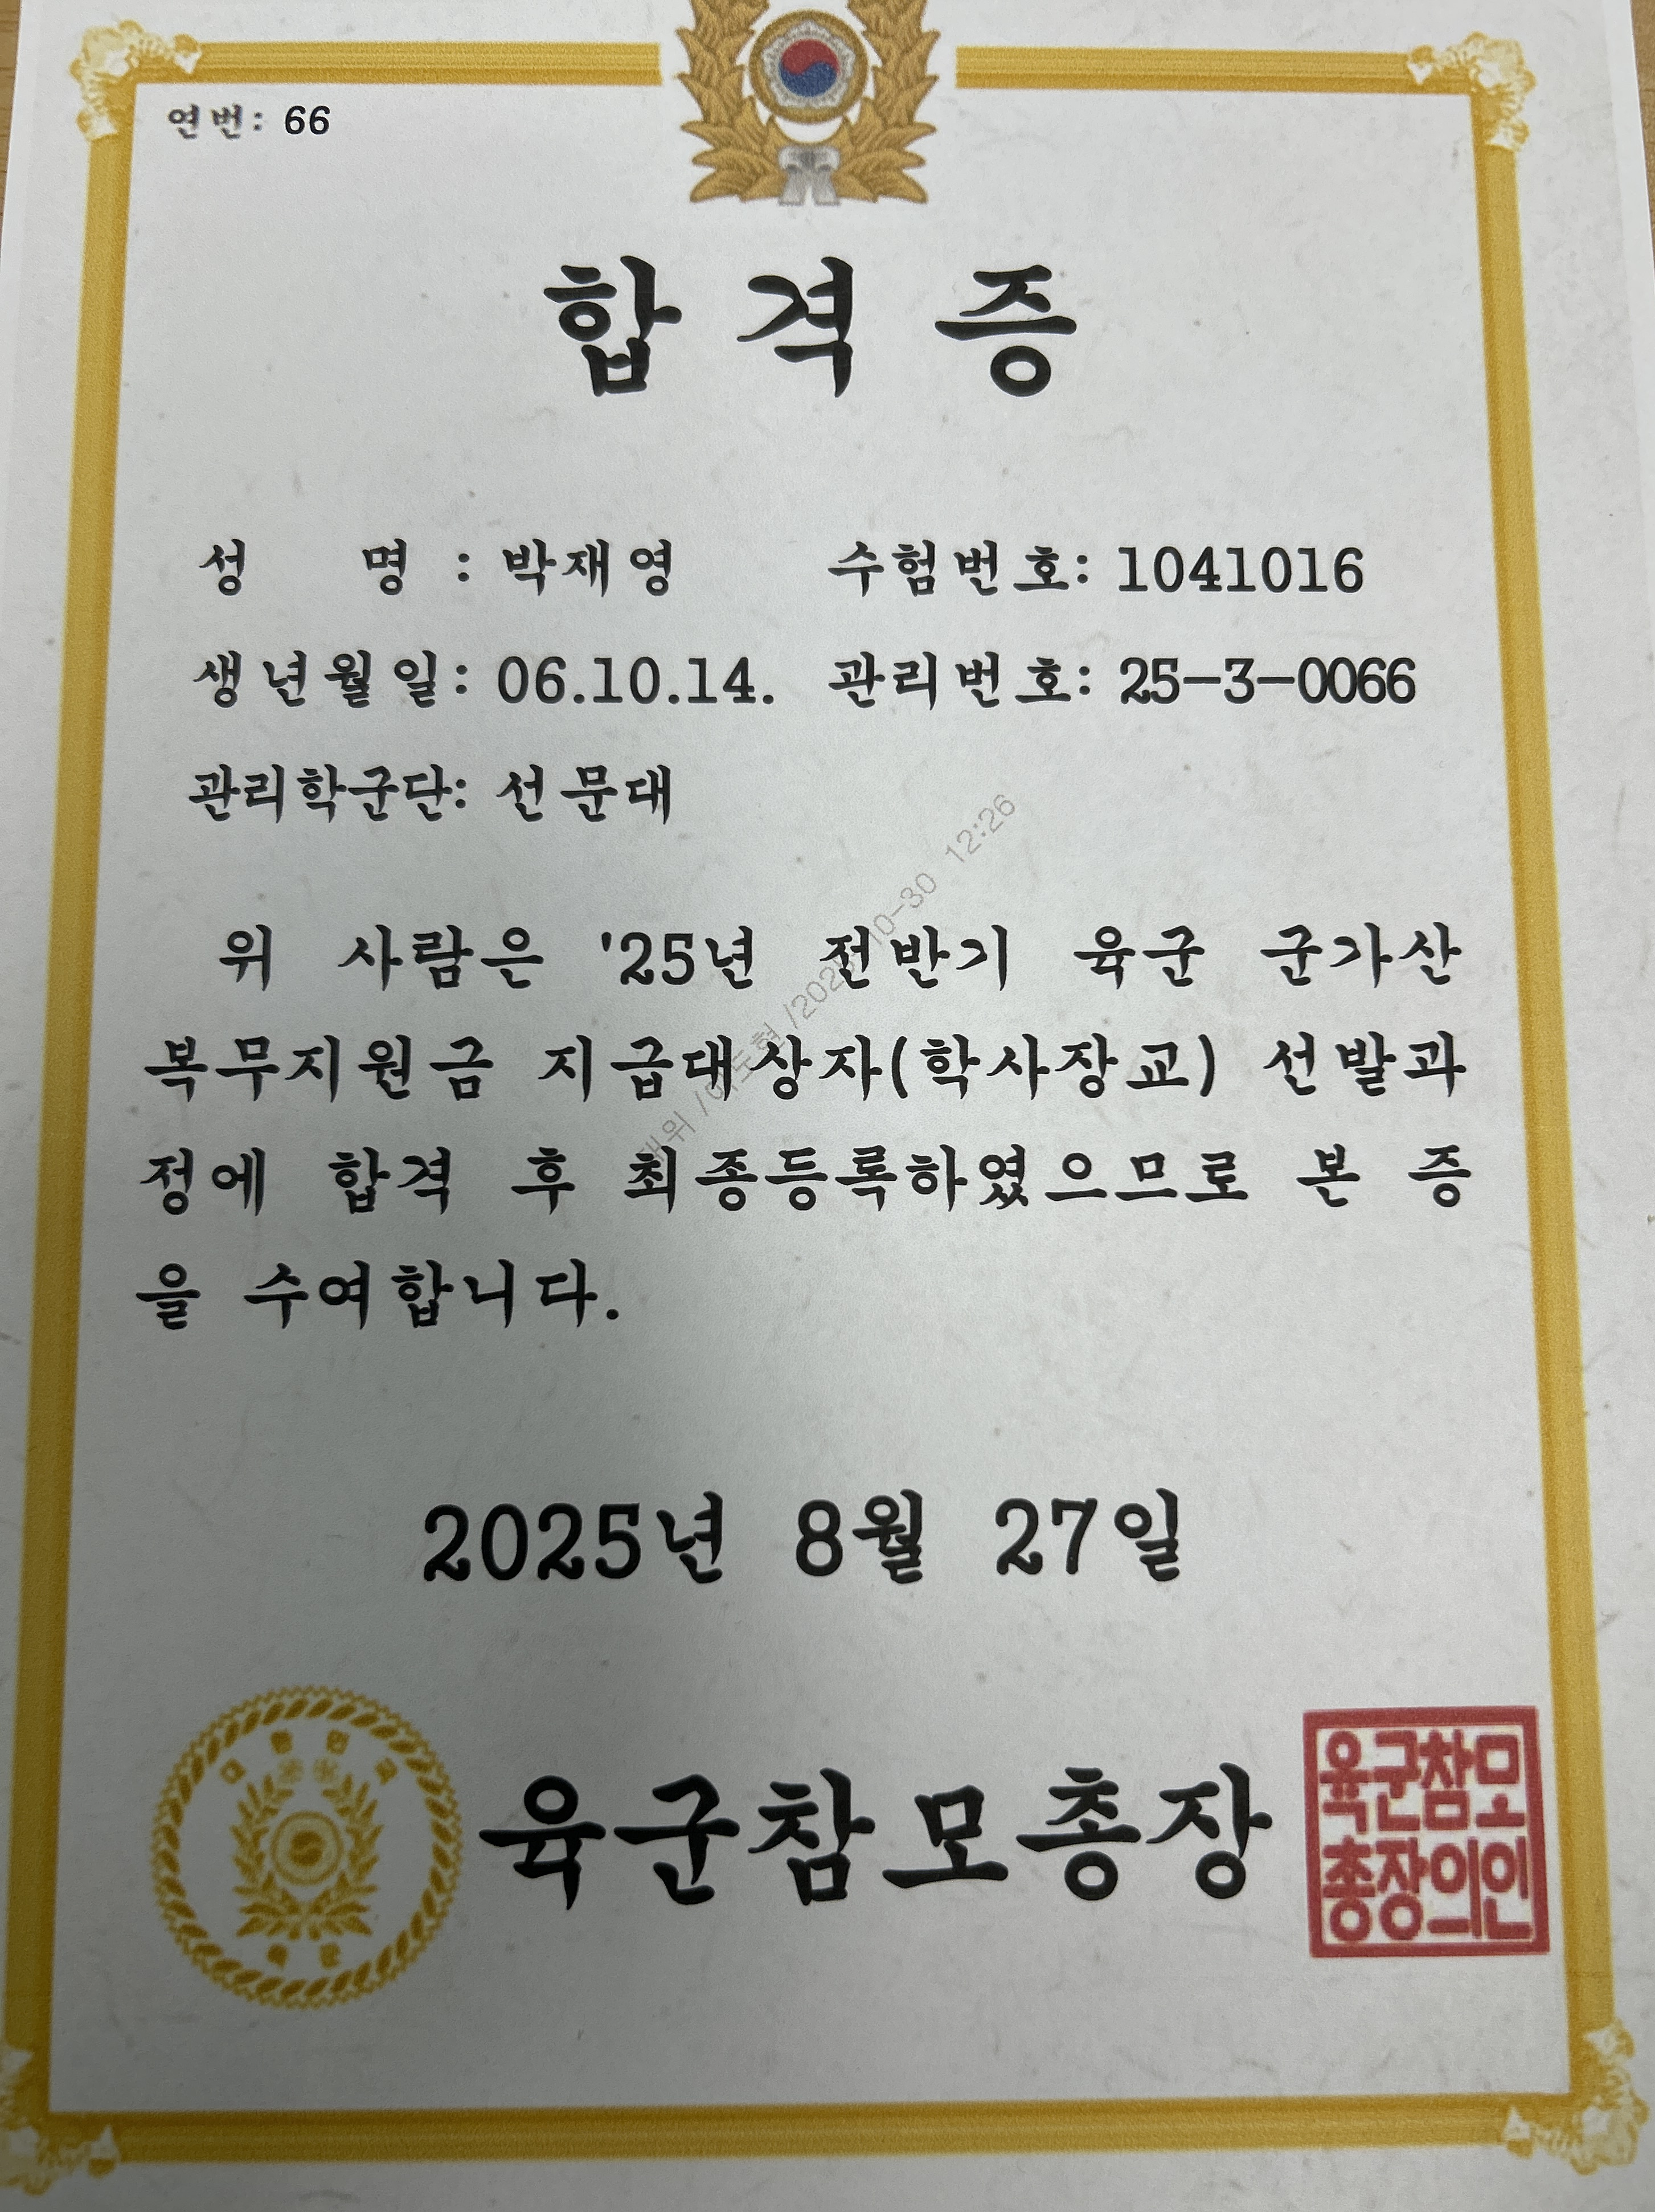 연번: 66
합격증
성 명 : 박재영 수험번호: 1041016
생년월일: 06.10.14. 관리번호: 25-3-0066
관리학군단: 선문대
위 사람은 '25년 전반기 육군 군가산
복무지원금 지급대상자(학사장교) 선발과
정에 합격 후 최종등록하였으므로 본 증
을 수여합니다.
2025년 8월 27일
육군참모총장
육군참모
총장의인
10-30 12:26